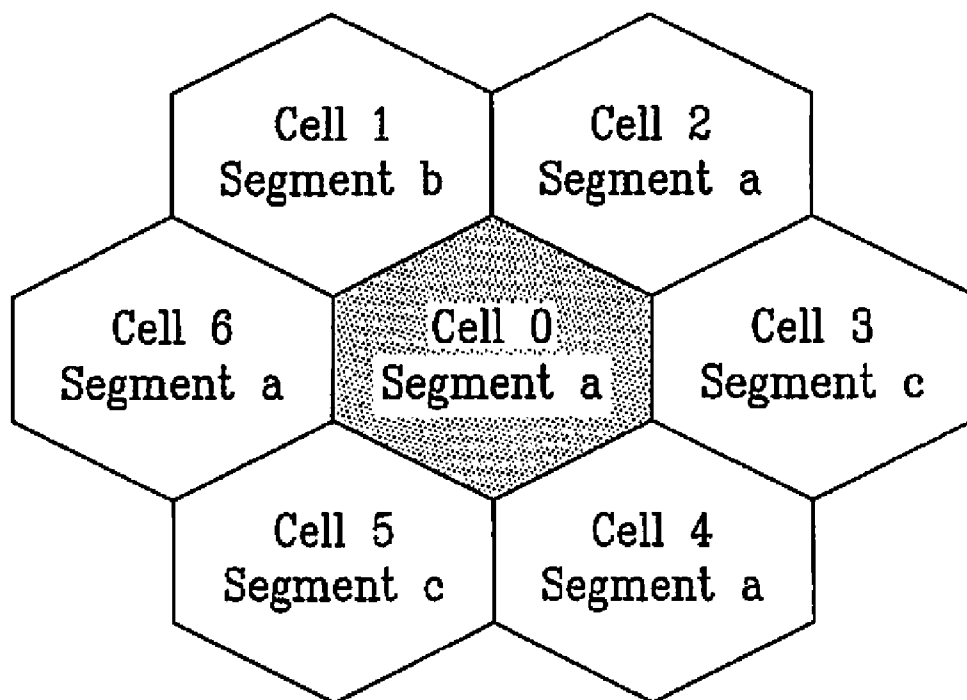 Cell 1
Segment b
Cell 2
Segment a
Cell 6
Segment a
Cell 0
Segment a
Cell 3
Segment c
Cell 5
Segment c
Cell 4
Segment a